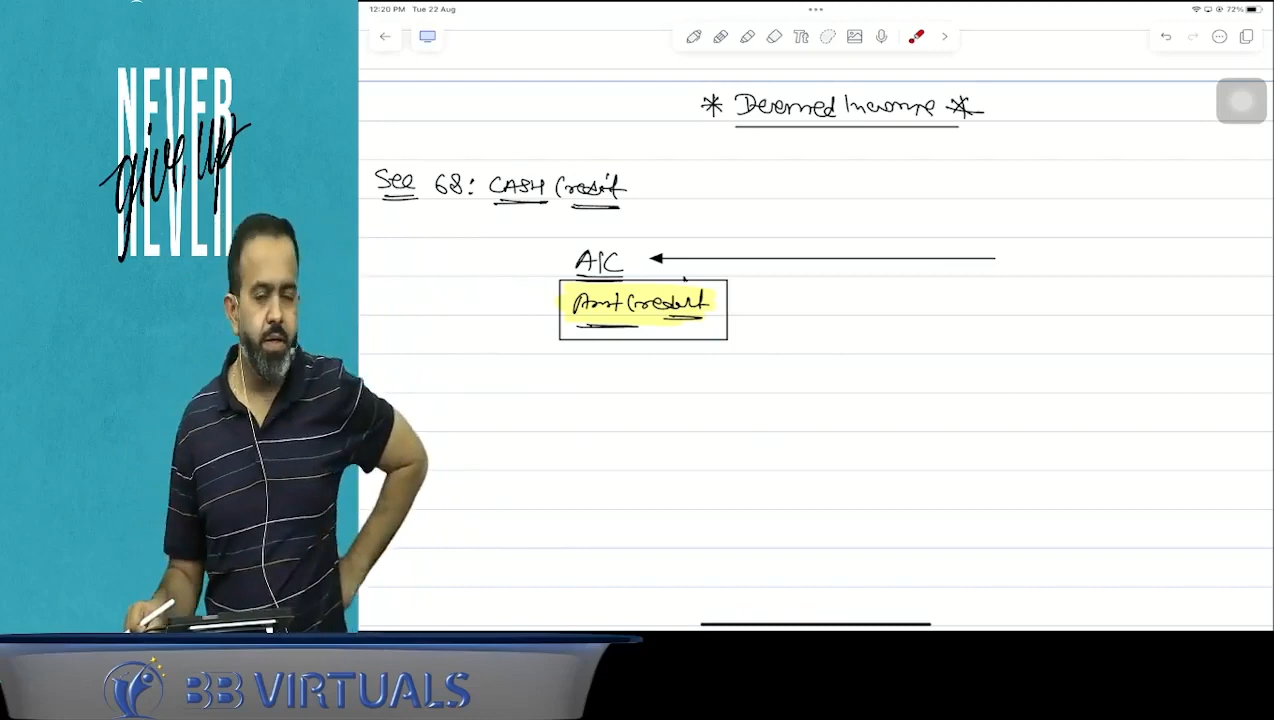 12:20 PM Tue 22 Aug
72%
NEVER
give up
NEVER
* Deemed Income *
Sec 68: CASH Credit
A/C
Amt Credit
BB VIRTUALS